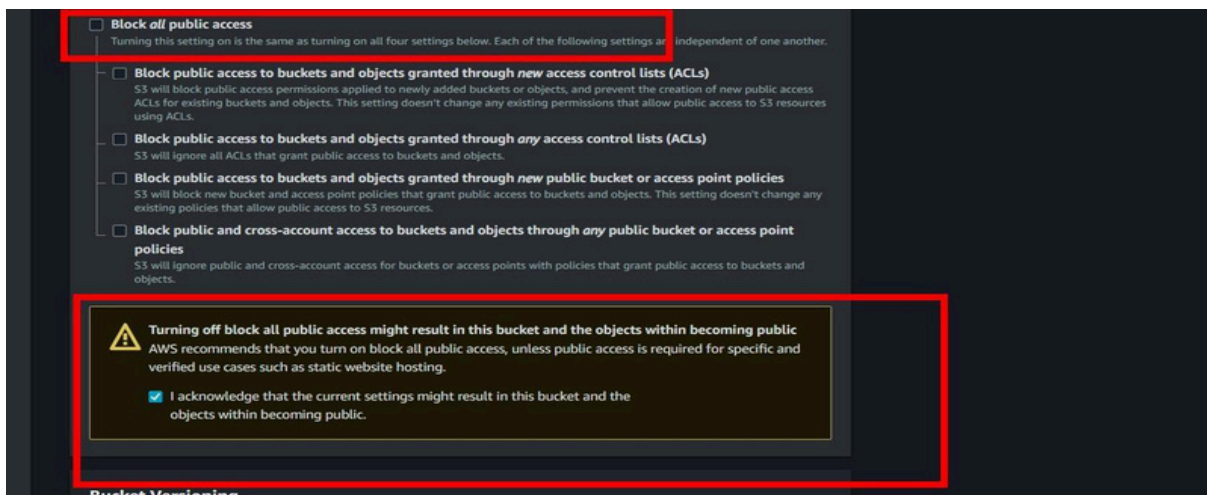 Block all public access
Turning this setting on is the same as turning on all four settings below. Each of the following settings are independent of one another.
Block public access to buckets and objects granted through new access control lists (ACLs)
S3 will block public access permissions applied to newly added buckets or objects, and prevent the creation of new public access
ACLs for existing buckets and objects. This setting doesn't change any existing permissions that allow public access to S3 resources
using ACLs.
Block public access to buckets and objects granted through any access control lists (ACLs)
S3 will ignore all ACLs that grant public access to buckets and objects.
Block public access to buckets and objects granted through new public bucket or access point policies
S3 will block new bucket and access point policies that grant public access to buckets and objects. This setting doesn't change any
existing policies that allow public access to S3 resources.
Block public and cross-account access to buckets and objects through any public bucket or access point
policies
S3 will ignore public and cross-account access for buckets or access points with policies that grant public access to buckets and
objects.
Turning off block all public access might result in this bucket and the objects within becoming public
AWS recommends that you turn on block all public access, unless public access is required for specific and
verified use cases such as static website hosting.
I acknowledge that the current settings might result in this bucket and the
objects within becoming public.
Bucket Versioning